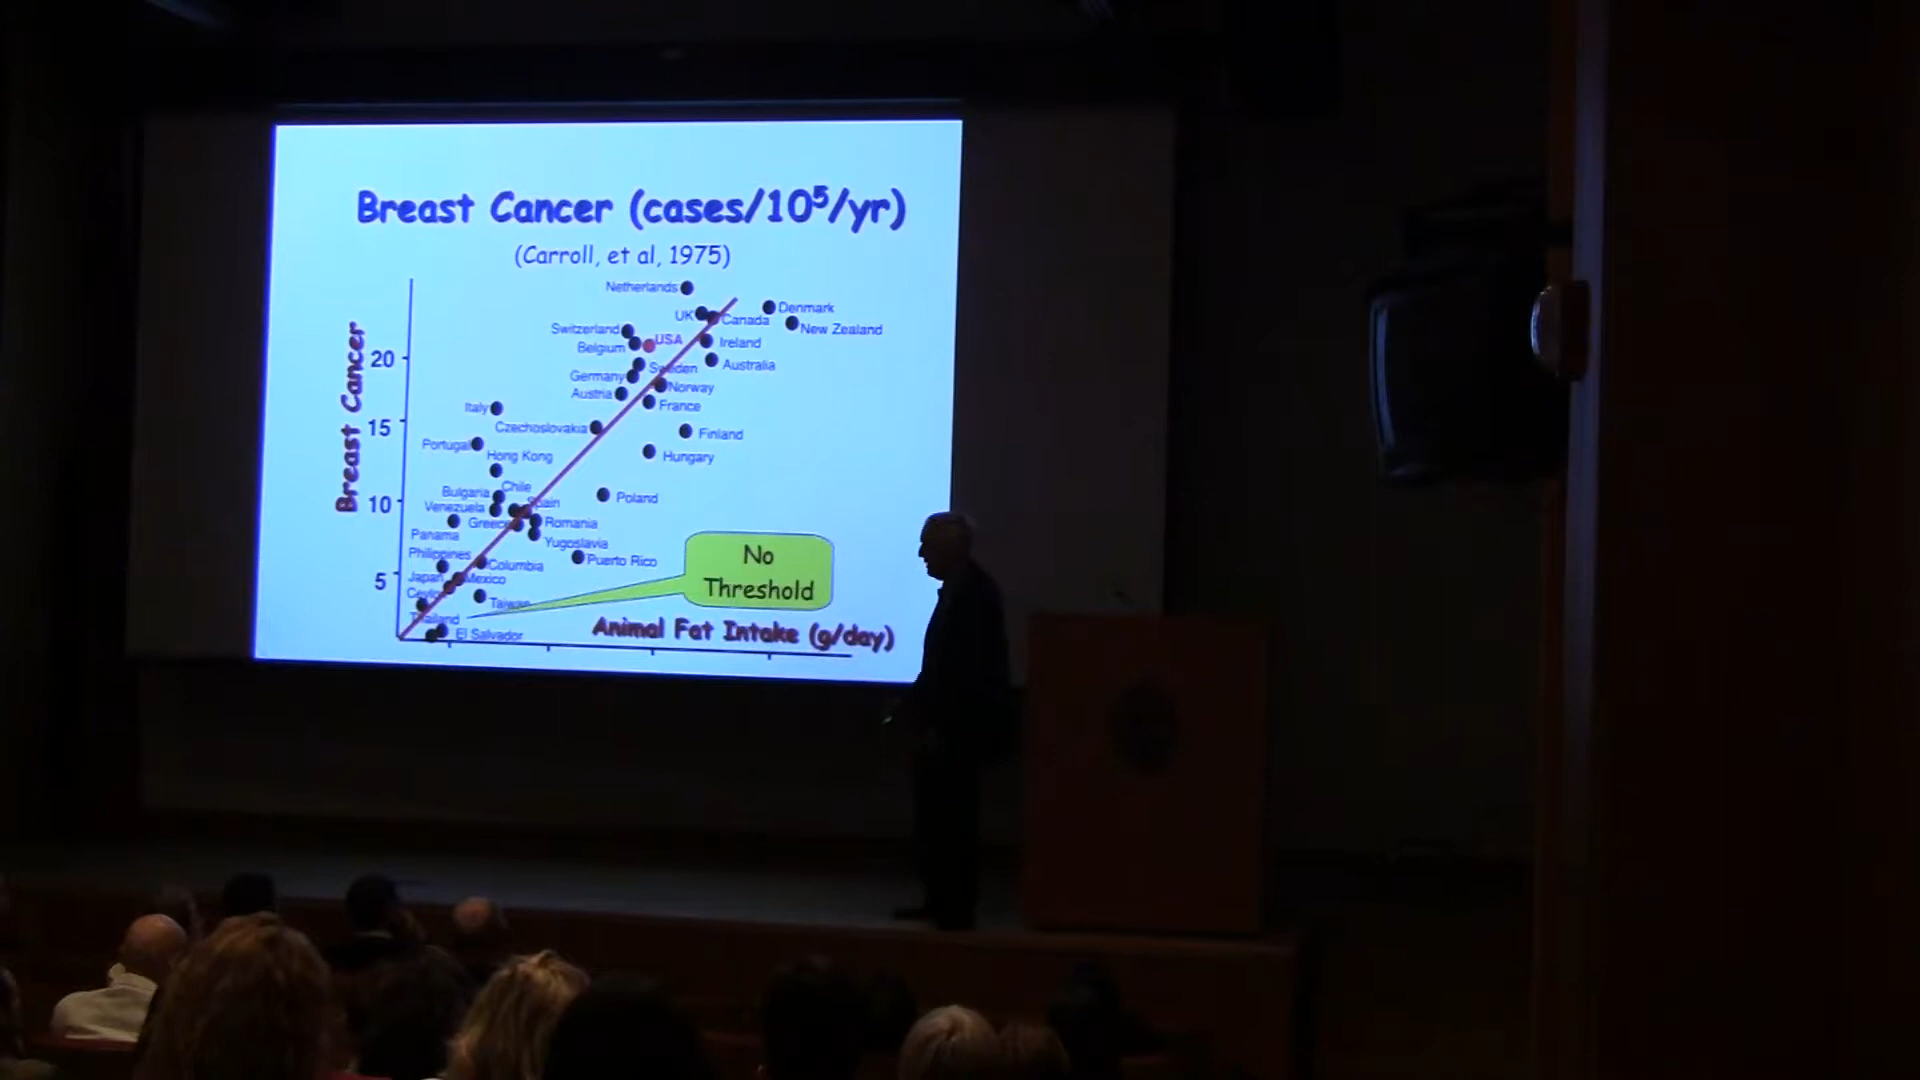 Breast Cancer (cases/10⁵/yr)
(Carroll, et al, 1975)
Netherlands
Denmark
UK
Canada
New Zealand
Switzerland
USA
Ireland
Belgium
Breast Cancer
20
Sweden
Australia
Germany
Norway
Austria
France
Italy
15
Czechoslovakia
Finland
Portugal
Hong Kong
Hungary
Bulgaria
Chile
Poland
10
Venezuela
Spain
Greece
Romania
Panama
Yugoslavia
No
Threshold
Philippines
Columbia
Puerto Rico
5
Japan
Mexico
Ceylon
Taiwan
Thailand
El Salvador
Animal Fat Intake (g/day)